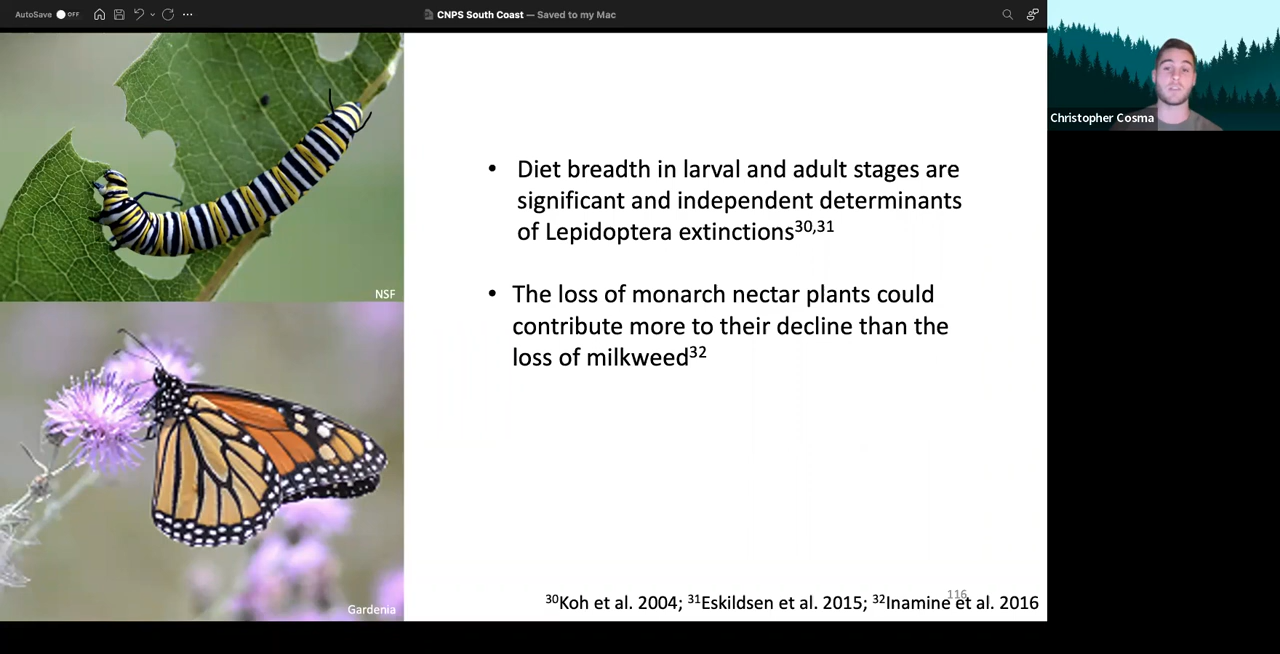 AutoSave OFF
CNPS South Coast — Saved to my Mac
Christopher Cosma
NSF
Gardenia
• Diet breadth in larval and adult stages are
significant and independent determinants
of Lepidoptera extinctions30,31
• The loss of monarch nectar plants could
contribute more to their decline than the
loss of milkweed32
116
30Koh et al. 2004; 31Eskildsen et al. 2015; 32Inamine et al. 2016